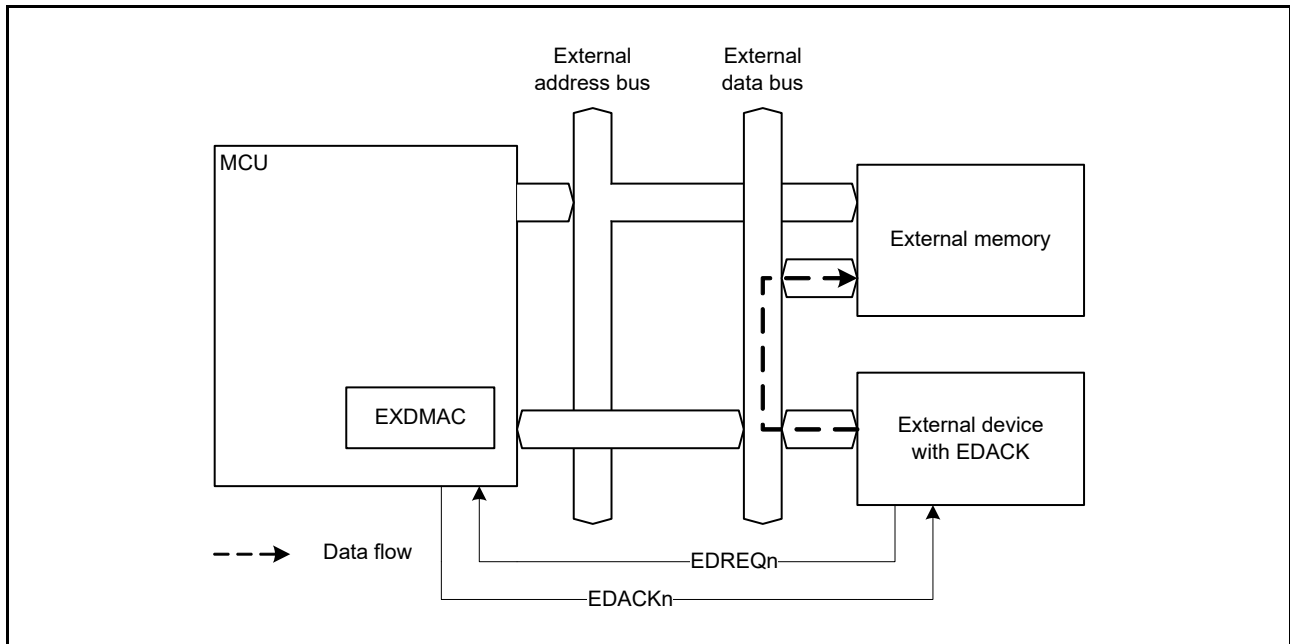 External
address bus
External
data bus
MCU
External memory
EXDMAC
External device
with EDACK
Data flow
EDREQn
EDACKn